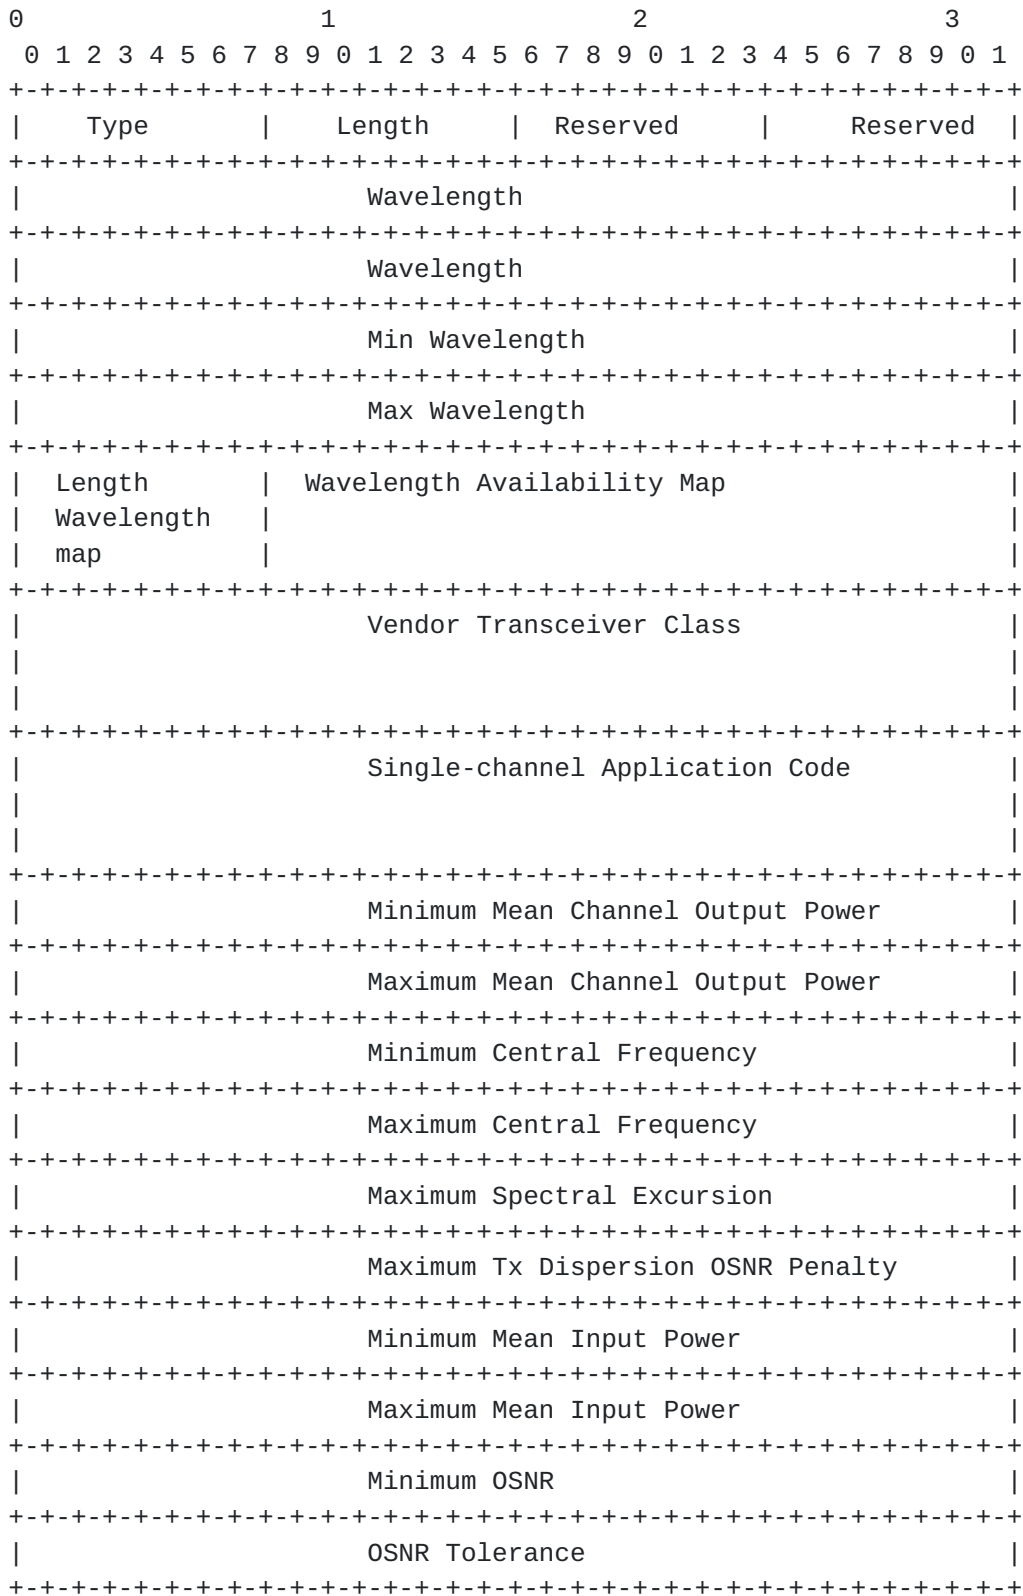 0                   1                   2                   3
 0 1 2 3 4 5 6 7 8 9 0 1 2 3 4 5 6 7 8 9 0 1 2 3 4 5 6 7 8 9 0 1
+-+-+-+-+-+-+-+-+-+-+-+-+-+-+-+-+-+-+-+-+-+-+-+-+-+-+-+-+-+-+-+-+
|    Type       |    Length     |  Reserved     |     Reserved  |
+-+-+-+-+-+-+-+-+-+-+-+-+-+-+-+-+-+-+-+-+-+-+-+-+-+-+-+-+-+-+-+-+
|                      Wavelength                               |
+-+-+-+-+-+-+-+-+-+-+-+-+-+-+-+-+-+-+-+-+-+-+-+-+-+-+-+-+-+-+-+-+
|                      Wavelength                               |
+-+-+-+-+-+-+-+-+-+-+-+-+-+-+-+-+-+-+-+-+-+-+-+-+-+-+-+-+-+-+-+-+
|                      Min Wavelength                           |
+-+-+-+-+-+-+-+-+-+-+-+-+-+-+-+-+-+-+-+-+-+-+-+-+-+-+-+-+-+-+-+-+
|                      Max Wavelength                           |
+-+-+-+-+-+-+-+-+-+-+-+-+-+-+-+-+-+-+-+-+-+-+-+-+-+-+-+-+-+-+-+-+
|  Length       |  Wavelength Availability Map                  |
|  Wavelength   |                                               |
|  map          |                                               |
+-+-+-+-+-+-+-+-+-+-+-+-+-+-+-+-+-+-+-+-+-+-+-+-+-+-+-+-+-+-+-+-+
|                      Vendor Transceiver Class                 |
|                                                               |
|                                                               |
+-+-+-+-+-+-+-+-+-+-+-+-+-+-+-+-+-+-+-+-+-+-+-+-+-+-+-+-+-+-+-+-+
|                      Single-channel Application Code          |
|                                                               |
|                                                               |
+-+-+-+-+-+-+-+-+-+-+-+-+-+-+-+-+-+-+-+-+-+-+-+-+-+-+-+-+-+-+-+-+
|                      Minimum Mean Channel Output Power        |
+-+-+-+-+-+-+-+-+-+-+-+-+-+-+-+-+-+-+-+-+-+-+-+-+-+-+-+-+-+-+-+-+
|                      Maximum Mean Channel Output Power        |
+-+-+-+-+-+-+-+-+-+-+-+-+-+-+-+-+-+-+-+-+-+-+-+-+-+-+-+-+-+-+-+-+
|                      Minimum Central Frequency                |
+-+-+-+-+-+-+-+-+-+-+-+-+-+-+-+-+-+-+-+-+-+-+-+-+-+-+-+-+-+-+-+-+
|                      Maximum Central Frequency                |
+-+-+-+-+-+-+-+-+-+-+-+-+-+-+-+-+-+-+-+-+-+-+-+-+-+-+-+-+-+-+-+-+
|                      Maximum Spectral Excursion               |
+-+-+-+-+-+-+-+-+-+-+-+-+-+-+-+-+-+-+-+-+-+-+-+-+-+-+-+-+-+-+-+-+
|                      Maximum Tx Dispersion OSNR Penalty       |
+-+-+-+-+-+-+-+-+-+-+-+-+-+-+-+-+-+-+-+-+-+-+-+-+-+-+-+-+-+-+-+-+
|                      Minimum Mean Input Power                 |
+-+-+-+-+-+-+-+-+-+-+-+-+-+-+-+-+-+-+-+-+-+-+-+-+-+-+-+-+-+-+-+-+
|                      Maximum Mean Input Power                 |
+-+-+-+-+-+-+-+-+-+-+-+-+-+-+-+-+-+-+-+-+-+-+-+-+-+-+-+-+-+-+-+-+
|                      Minimum OSNR                             |
+-+-+-+-+-+-+-+-+-+-+-+-+-+-+-+-+-+-+-+-+-+-+-+-+-+-+-+-+-+-+-+-+
|                      OSNR Tolerance                           |
+-+-+-+-+-+-+-+-+-+-+-+-+-+-+-+-+-+-+-+-+-+-+-+-+-+-+-+-+-+-+-+-+